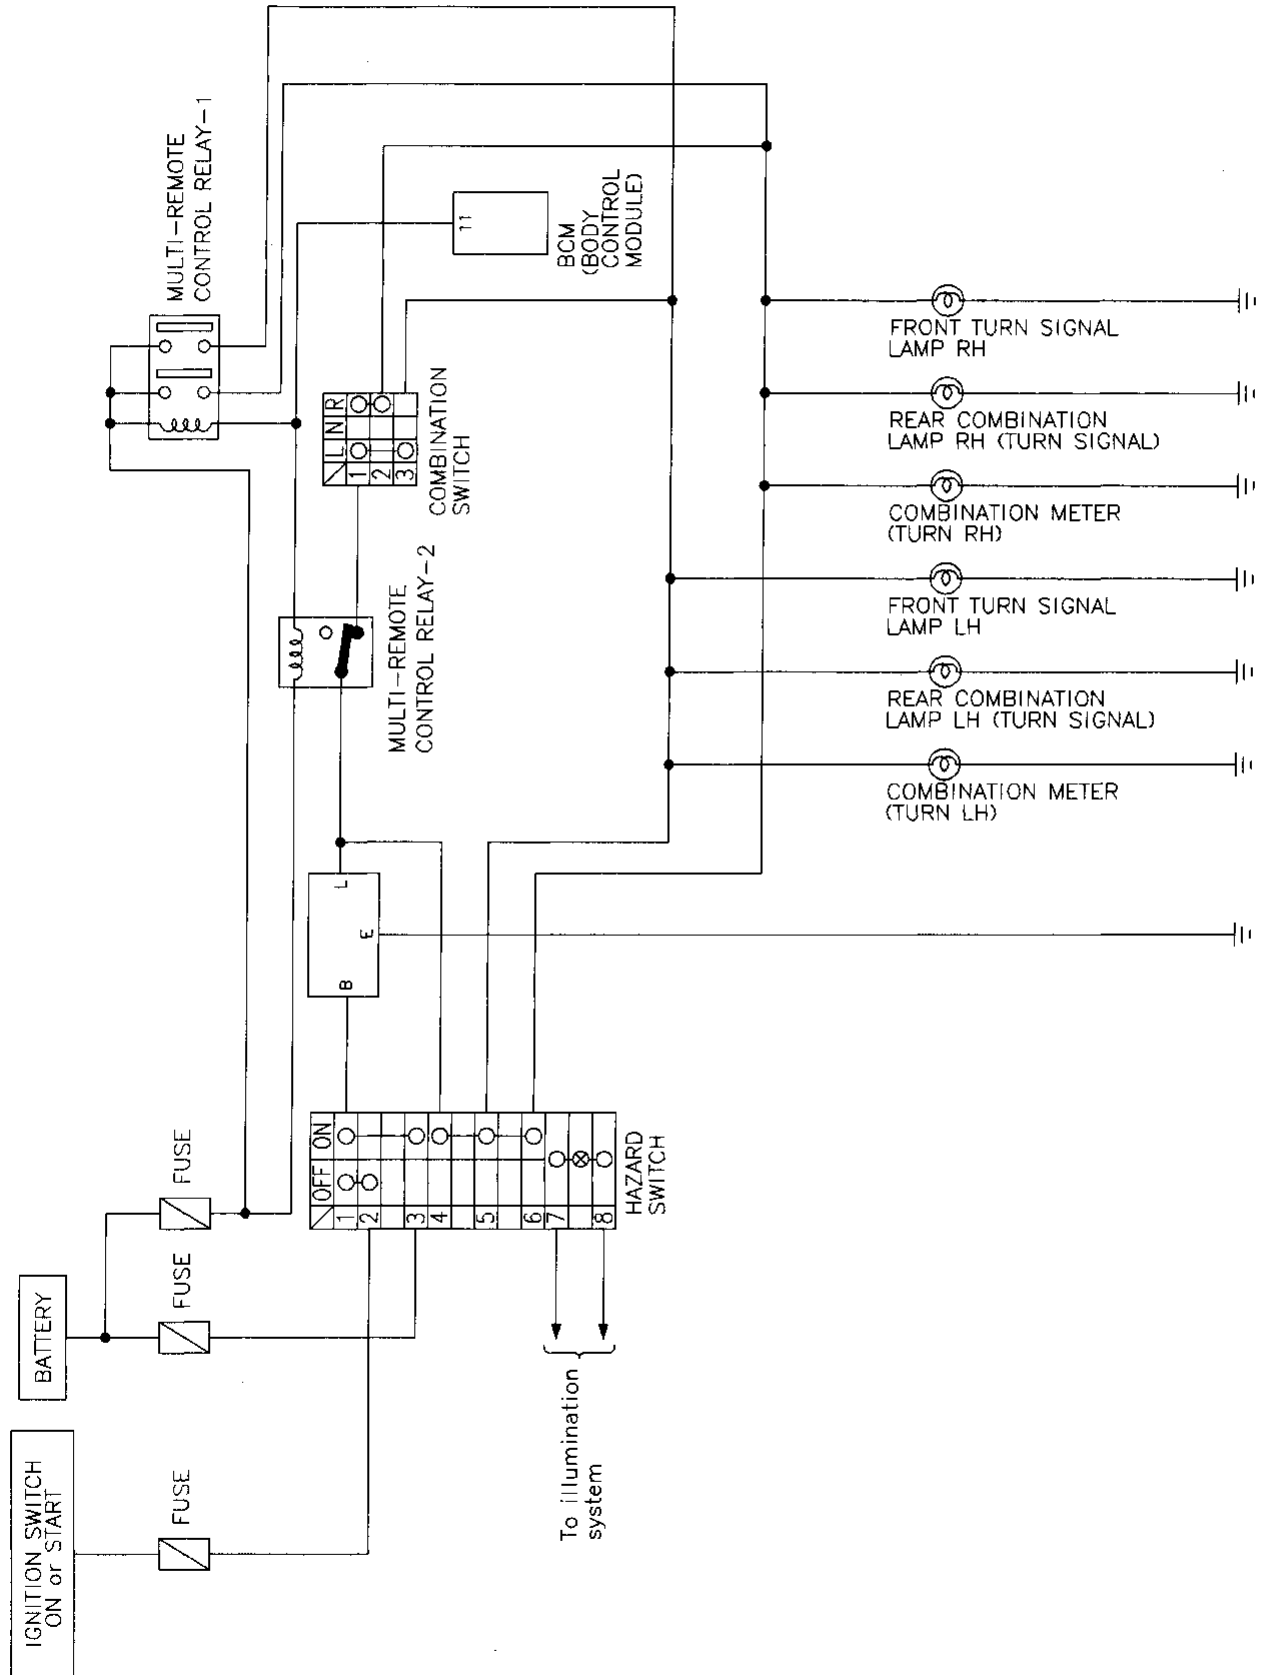 IGNITION SWITCH
ON or START
BATTERY
FUSE
FUSE
FUSE
MULTI-REMOTE
CONTROL RELAY-1
MULTI-REMOTE
CONTROL RELAY-2
L N R
1
2
3
COMBINATION
SWITCH
11
BCM
(BODY
CONTROL
MODULE)
B
E
L
OFF ON
1
2
3
4
5
6
7
8
HAZARD
SWITCH
To illumination
system
FRONT TURN SIGNAL
LAMP RH
REAR COMBINATION
LAMP RH (TURN SIGNAL)
COMBINATION METER
(TURN RH)
FRONT TURN SIGNAL
LAMP LH
REAR COMBINATION
LAMP LH (TURN SIGNAL)
COMBINATION METER
(TURN LH)